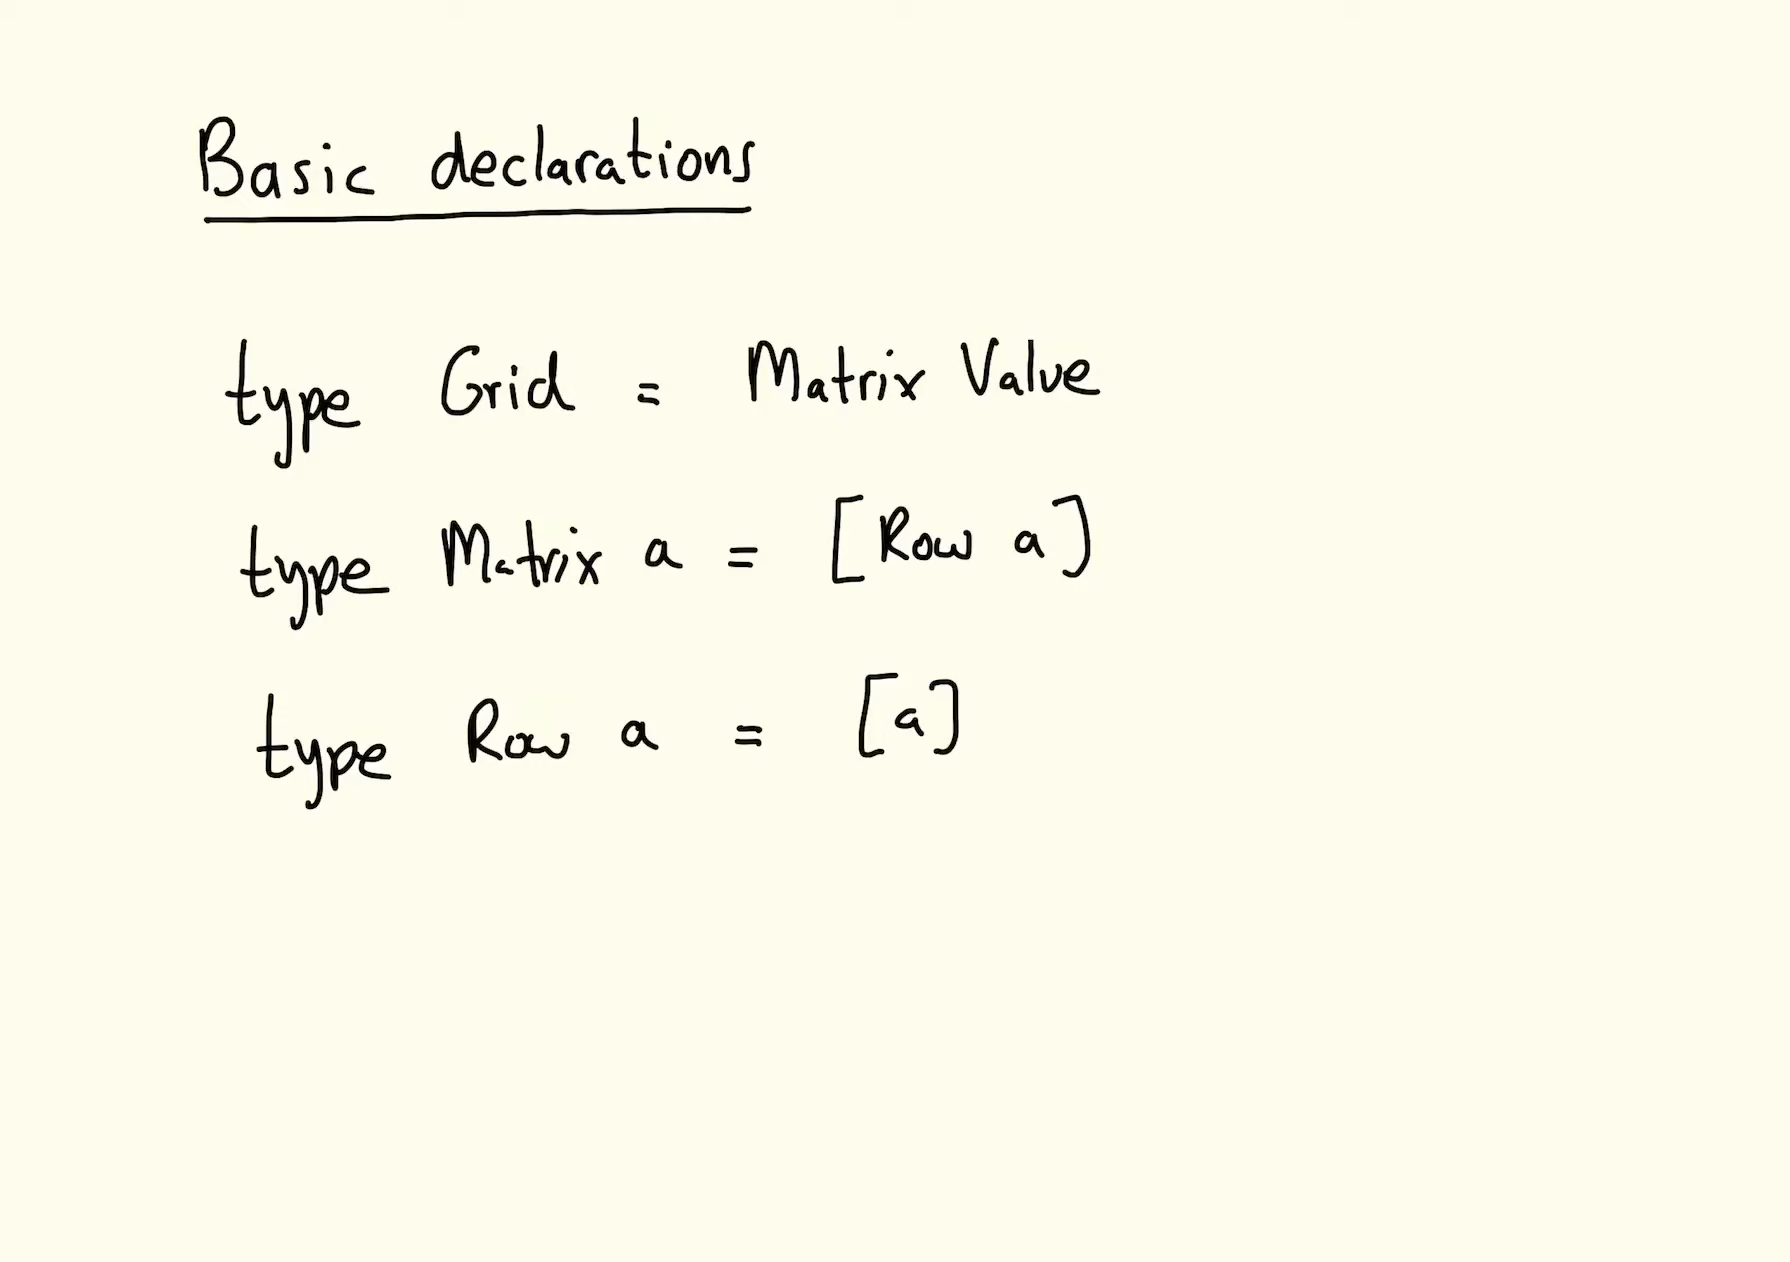 Basic declarations
type Grid = Matrix Value
type Matrix a = [Row a]
type Row a = [a]